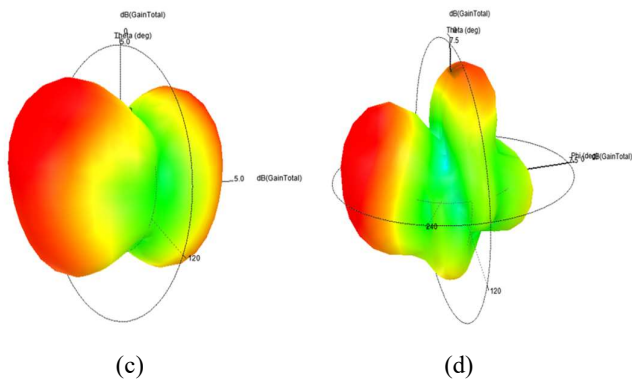 dB(GainTotal)
0
Theta (deg)
5.0
5.0
dB(GainTotal)
120
dB(GainTotal)
Theta (deg)
7.5
Phi (deg)
dB(GainTotal)
240
120
(c)
(d)